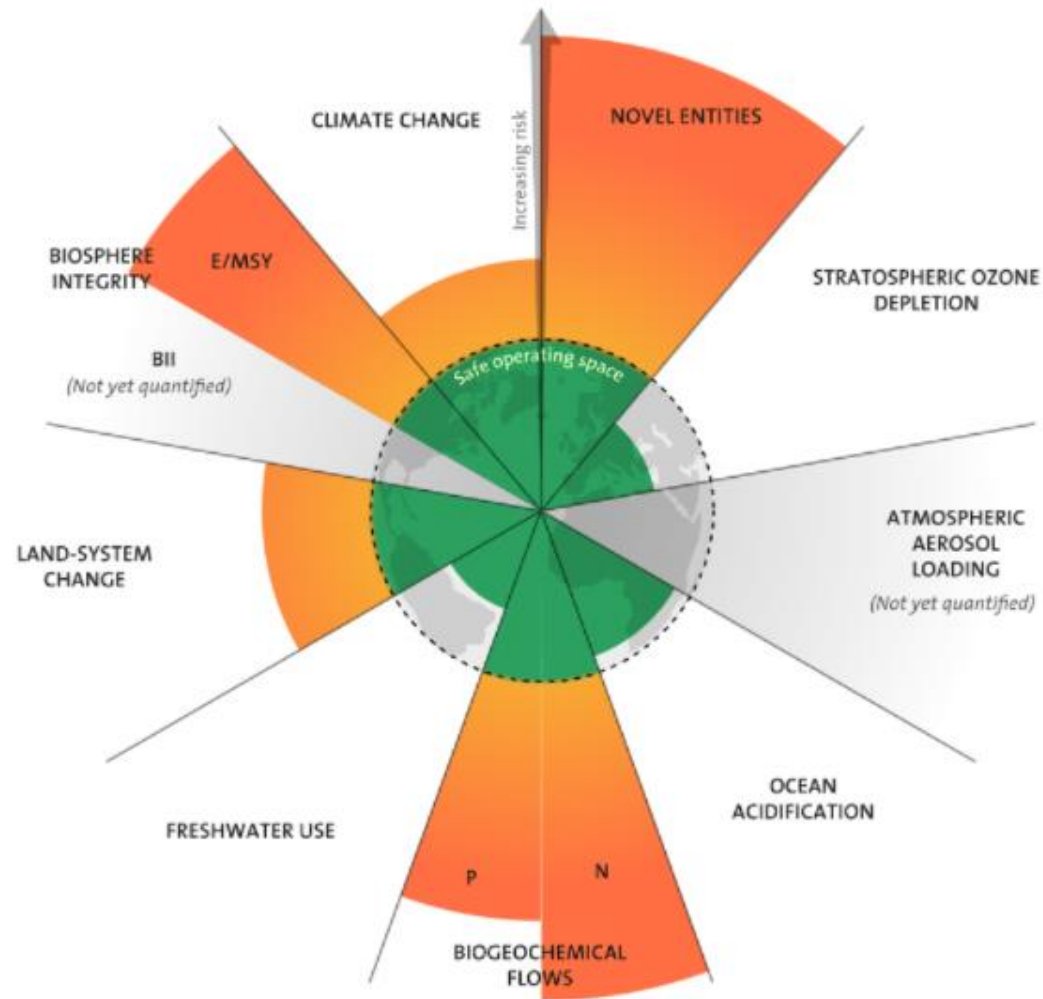 CLIMATE CHANGE
NOVEL ENTITIES
Increasing risk
BIOSPHERE
INTEGRITY
E/MSY
STRATOSPHERIC OZONE
DEPLETION
BII
(Not yet quantified)
Safe operating space
LAND-SYSTEM
CHANGE
ATMOSPHERIC
AEROSOL
LOADING
(Not yet quantified)
FRESHWATER USE
OCEAN
ACIDIFICATION
P
N
BIOGEOCHEMICAL
FLOWS